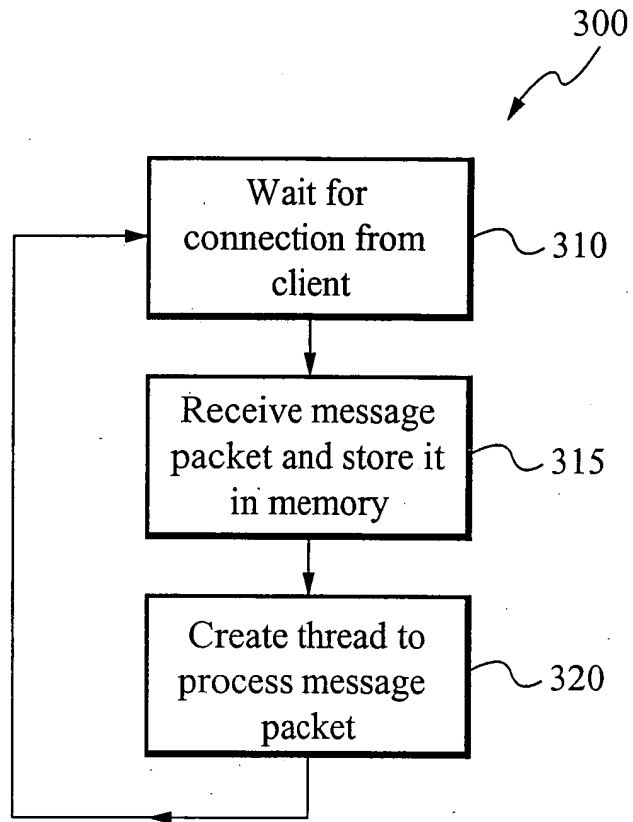 300
Wait for
connection from
client
310
Receive message
packet and store it
in memory
315
Create thread to
process message
packet
320